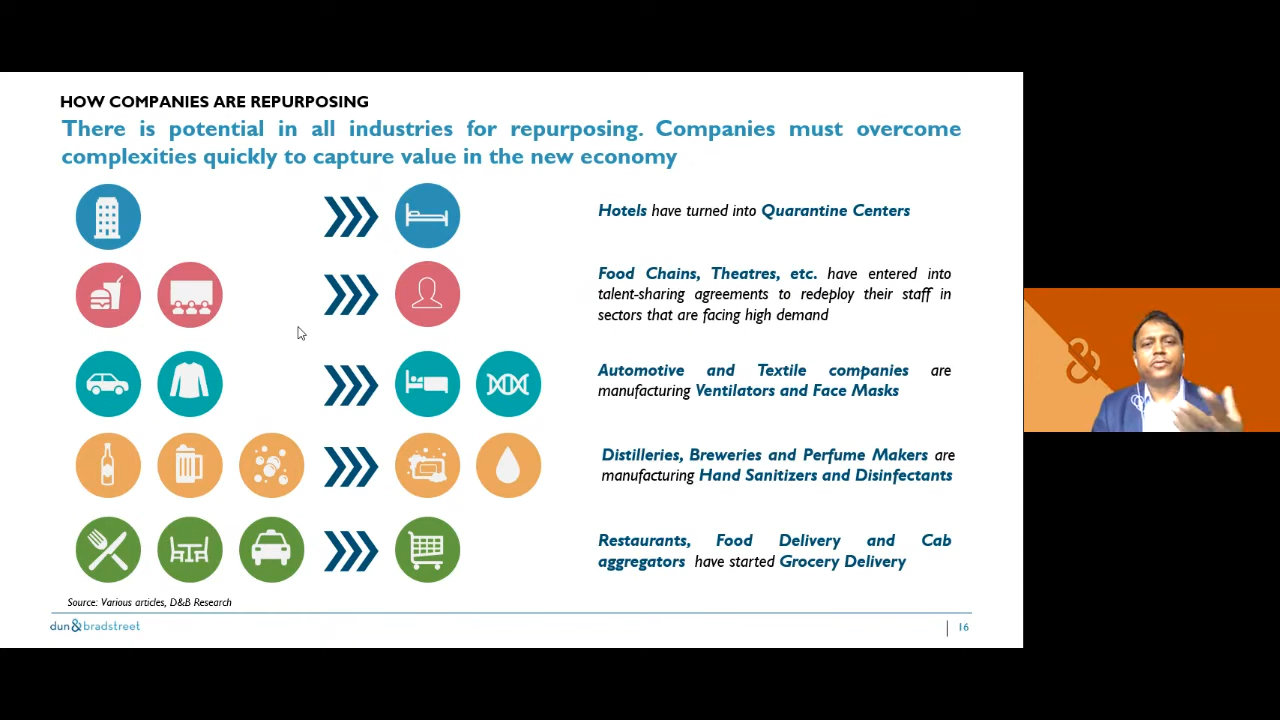 HOW COMPANIES ARE REPURPOSING
There is potential in all industries for repurposing. Companies must overcome
complexities quickly to capture value in the new economy
Hotels have turned into Quarantine Centers
Food Chains, Theatres, etc. have entered into
talent-sharing agreements to redeploy their staff in
sectors that are facing high demand
Automotive and Textile companies are
manufacturing Ventilators and Face Masks
Distilleries, Breweries and Perfume Makers are
manufacturing Hand Sanitizers and Disinfectants
Restaurants, Food Delivery and Cab
aggregators have started Grocery Delivery
Source: Various articles, D&B Research
dun&bradstreet
16
&